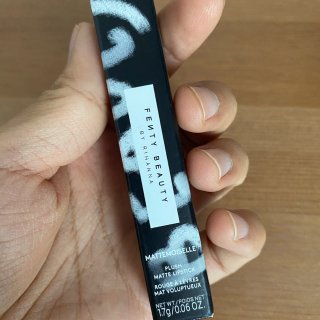 FENTY BEAUTY
BY RIHANNA
MATTEMOISELLE
PLUSH
MATTE LIPSTICK
ROUGE À LÈVRES
MAT VOLUPTUEUX
NET WT./POIDS NET
1.7g/0.06 OZ.